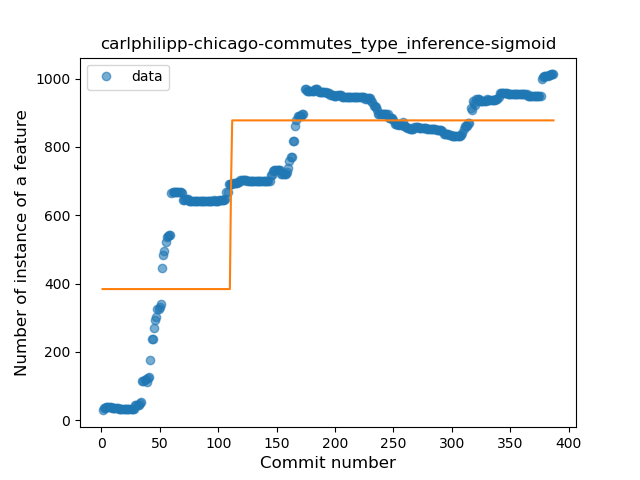 carlphilipp-chicago-commutes_type_inference-sigmoid
data
Number of instance of a feature
1000
800
600
400
200
0
0 50 100 150 200 250 300 350 400
Commit number